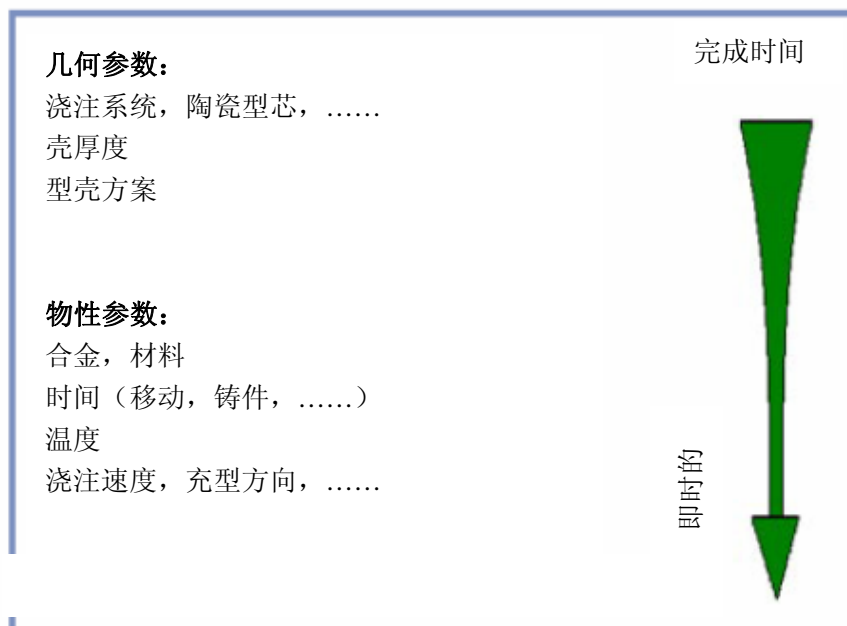 完成时间
几何参数：
浇注系统，陶瓷型芯，……
壳厚度
型壳方案
物性参数：
合金，材料
时间（移动，铸件，……）
温度
浇注速度，充型方向，……
即时的